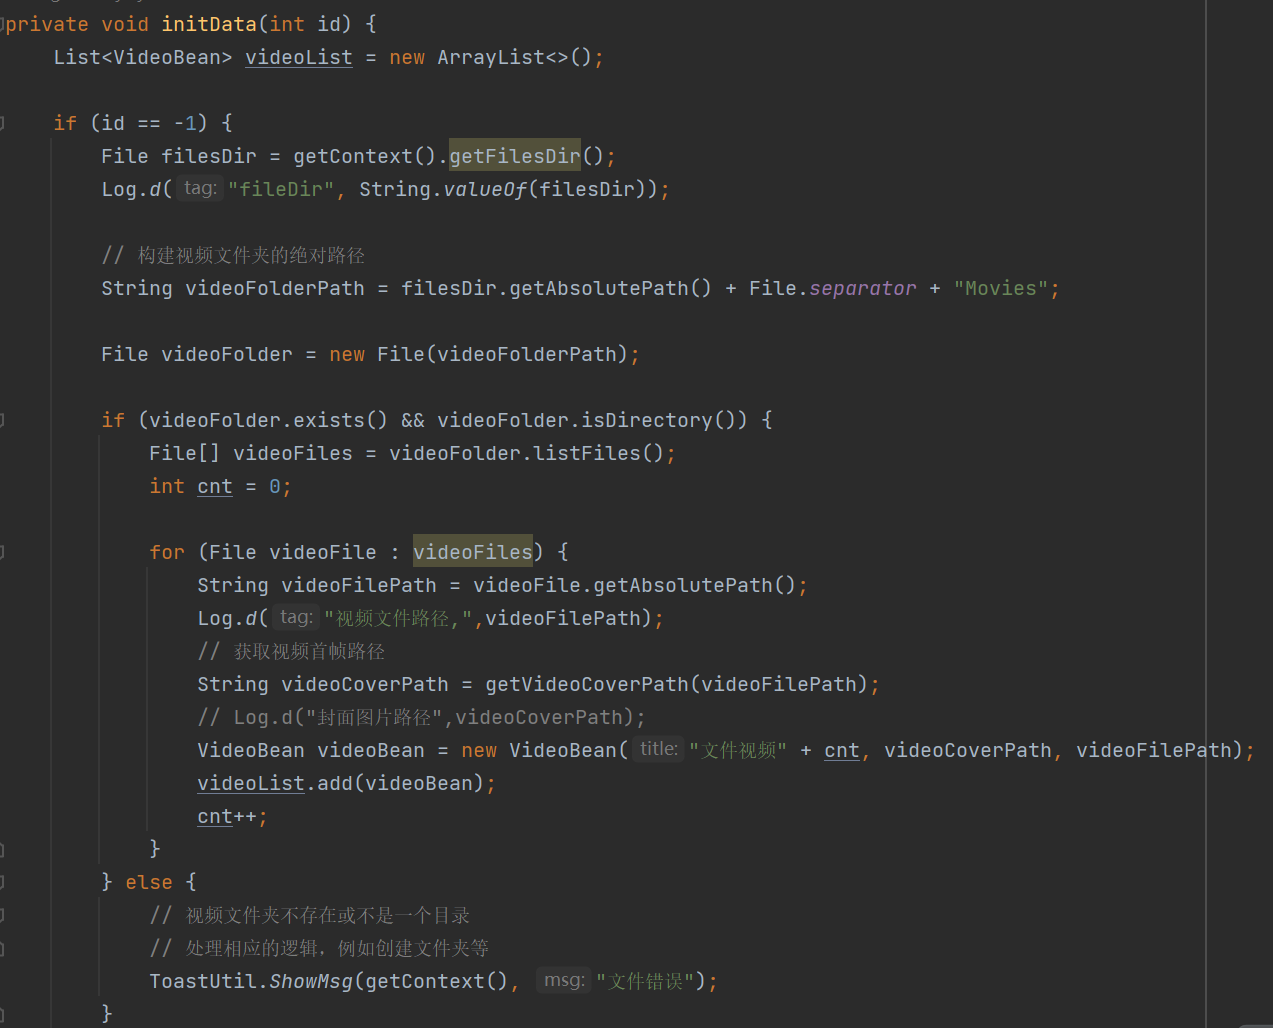 private void initData(int id) {
List<VideoBean> videoList = new ArrayList<>();
if (id == -1) {
File filesDir = getContext().getFilesDir();
Log.d( tag: "fileDir", String.valueOf(filesDir));
// 构建视频文件夹的绝对路径
String videoFolderPath = filesDir.getAbsolutePath() + File.separator + "Movies";
File videoFolder = new File(videoFolderPath);
if (videoFolder.exists() && videoFolder.isDirectory()) {
File[] videoFiles = videoFolder.listFiles();
int cnt = 0;
for (File videoFile : videoFiles) {
String videoFilePath = videoFile.getAbsolutePath();
Log.d( tag: "视频文件路径,",videoFilePath);
// 获取视频首帧路径
String videoCoverPath = getVideoCoverPath(videoFilePath);
// Log.d("封面图片路径",videoCoverPath);
VideoBean videoBean = new VideoBean( title: "文件视频" + cnt, videoCoverPath, videoFilePath);
videoList.add(videoBean);
cnt++;
}
} else {
// 视频文件夹不存在或不是一个目录
// 处理相应的逻辑，例如创建文件夹等
ToastUtil.ShowMsg(getContext(), msg: "文件错误");
}